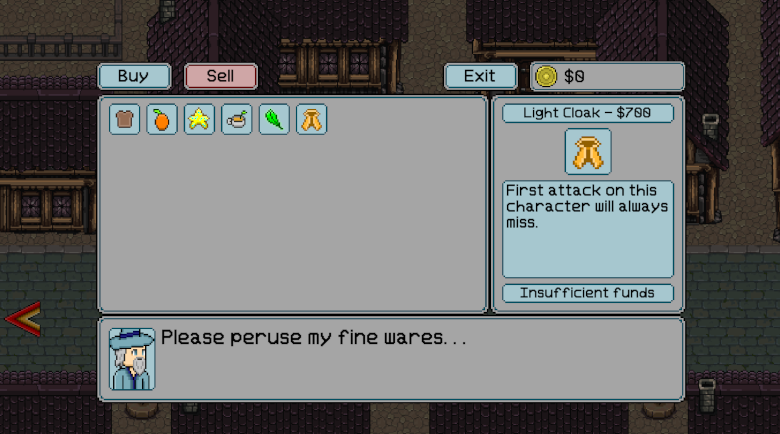 Buy
Sell
Exit
$0
Light Cloak - $700
First attack on this
character will always
miss.
Insufficient funds
Please peruse my fine wares...